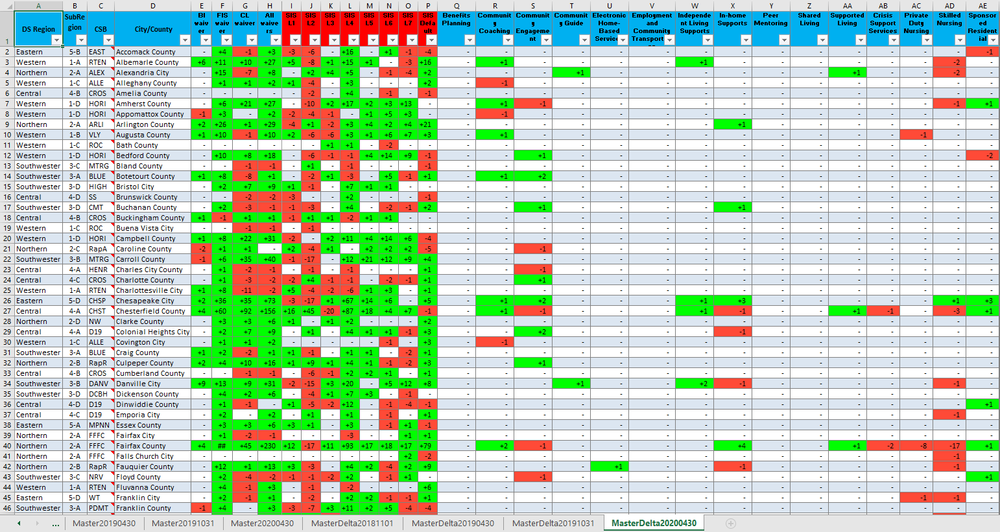 A B C D E F G H I J K L M N O P Q R S T U V W X Y Z AA AB AC AD AE
1 DS Region SubRegion CSB City/County BI waiver FIS waiver CL waiver All waivers SIS L1 SIS L2 SIS L3 SIS L4 SIS L5 SIS L6 SIS L7 SIS Default Benefits Planning Community Coaching Community Engagement Community Guide Electronic Home-Based Service Employment and Community Transport Independent Living Supports In-home Supports Peer Mentoring Shared Living Supported Living Crisis Support Services Private Duty Nursing Skilled Nursing Sponsored Residential
2 Eastern 5-B EAST Accomack County - +4 -1 +3 -3 -6 - +16 - +1 -1 -4 - - - - - - - - - - - - - - -1
3 Western 1-A RTEN Albemarle County +6 +11 +10 +27 +5 -8 +1 +15 +1 - -3 +16 - +1 - - - - +1 - - - - - - -2 -
4 Northern 2-A ALEX Alexandria City - +15 -7 +8 - +2 +4 +5 - -1 -4 +2 - - - +1 - - - - - - +1 - - -2 -
5 Western 1-C ALLE Alleghany County - +1 +1 +2 +1 -4 - +3 - - - +2 - -1 - - - - - - - - - - - - -
6 Central 4-B CROS Amelia County - - - - - -2 - +4 - -1 - -1 - - - - - - - - - - - - - - -
7 Western 1-D HORI Amherst County - +6 +21 +27 - -10 +2 +17 +2 +3 +13 - - +1 -1 - - - - - - - - - - -1 +1
8 Western 1-D HORI Appomattox County -1 +3 - +2 -2 -4 -1 - +1 +5 +3 - - -1 - - - - - - - - - - - - -
9 Northern 2-A ARLI Arlington County +2 +26 +1 +29 -4 +1 -2 +3 +4 +2 +4 +21 - - - - - - - +1 - - - - - - -
10 Western 1-B VLY Augusta County +1 +10 -1 +10 +2 -6 -6 +3 +1 +6 +7 +3 - +1 - - - - - - - - - - -1 - -
11 Western 1-C ROC Bath County - - - - - - +1 +1 - -2 - - - - - - - - - - - - - - - - -
12 Western 1-D HORI Bedford County - +10 +8 +18 - -6 -1 -1 +4 +14 +9 -1 - - +1 - - - - - - - - - - - -2
13 Southwester 3-C MTRG Bland County - - -1 -1 - +1 - -1 - - - -1 - - - - - - - - - - - - - - -
14 Southwester 3-A BLUE Botetourt County +1 +8 -8 +1 - -2 +1 -3 - +5 -1 +1 - +1 +2 - - - - - - - - - - - -
15 Southwester 3-D HIGH Bristol City - +2 +7 +9 +1 -1 - +7 +1 +1 - - - - - - - - - - - - - - - - -
16 Central 4-D SS Brunswick County - - -2 -2 -3 - - +2 - - - -1 - - - - - - - - - - - - - - -
17 Southwester 3-D CMT Buchanan County - +2 -3 -1 -1 -3 - +4 - -2 -1 +2 - - +1 - - - - +1 - - - - - - -
18 Central 4-B CROS Buckingham County +1 -1 +1 +1 -1 +1 +1 -2 +1 +1 - - - - - - - - - - - - - - - - -
19 Western 1-C ROC Buena Vista City - - -1 -1 - -1 - - - - - - - - - - - - - - - - - - - - -
20 Western 1-D HORI Campbell County +1 +8 +22 +31 -2 - +2 +11 +4 +14 +6 -4 - - - - - - - - - - - - - - -
21 Northern 2-C RapA Caroline County -2 +1 +1 - +2 -4 +1 - +2 +2 +2 -5 - - -1 - - - - - - - - - - - -
22 Southwester 3-B MTRG Carroll County -1 +6 +35 +40 -1 -17 - +12 +21 +12 +9 +4 - - - - - - - - - - - - - - -
23 Central 4-A HENR Charles City County - +1 -2 -1 - -1 - -1 - - - +1 - - -1 - - - - - - - - - - - -
24 Central 4-C CROS Charlotte County - +1 -3 -2 -2 +4 -1 -1 - -2 -1 +1 - - +1 - - - - - - - - - - - -
25 Western 1-A RTEN Charlottesville City +1 +8 -11 -2 +5 -4 -2 -6 +1 +3 - +1 - - - - - - - - - - - - - - -
26 Eastern 5-D CHSP Chesapeake City +2 +36 +35 +73 -3 -17 +1 +67 +14 +6 - +5 - +1 +2 - - - +1 +3 - - - - - +1 +3
27 Central 4-A CHST Chesterfield County +4 +60 +92 +156 +16 +45 -20 +87 +18 +4 +7 -1 - +1 -1 - - - +1 -1 - - +1 -1 - -3 +1
28 Northern 2-D NW Clarke County - +3 +3 +6 +1 - +1 +2 - - - +2 - - - - - - - - - - - - - - -
29 Central 4-A D19 Colonial Heights City - +2 +7 +9 - +1 - +4 +1 +1 -1 +3 - - +2 - - - - -1 - - - - - - -
30 Western 1-C ALLE Covington City - +1 +1 +2 - - - - - -1 - +3 - -1 - - - - - - - - - - - - -
31 Southwester 3-A BLUE Craig County +1 +2 -2 +1 +1 -1 - +1 +1 - -2 +1 - - - - - - - - - - - - - - -
32 Northern 2-B RapR Culpeper County +2 +4 +10 +16 +1 +9 +1 +4 +1 -1 -2 +3 - - +1 - - - - - - - - - - - -
33 Central 4-B CROS Cumberland County - - -1 -1 - -6 -1 +2 +2 +1 - +1 - - - - - - - - - - - - - - -
34 Southwester 3-B DANV Danville City +9 +13 +9 +31 -2 -15 +3 +20 - +5 +12 +8 - - - +1 - - +2 -1 - - - - - -1 -
35 Southwester 3-D DCBH Dickenson County - +4 +2 +6 - -4 +1 +7 +3 - -1 - - - - - - - - - - - - - - - -
36 Central 4-D D19 Dinwiddie County - +1 -1 - +1 -5 -2 +12 - -1 -4 -1 - - - - - - - - - - - - - - +1
37 Central 4-C D19 Emporia City - +2 - +2 - +1 - +1 - -1 - +1 - - - - - - - - - - - - - -1 -
38 Eastern 5-A MPNN Essex County - +3 +3 +6 +3 +1 - +3 - -1 +1 -1 - - - - - - - - - - - - - - -
39 Northern 2-A FFFC Fairfax City - +1 -2 -1 - - - -3 - - +1 +1 - - - - - - - - - - - - - - -
40 Northern 2-A FFFC Fairfax County +4 ## +45 +230 +12 -17 +11 +93 +17 +18 +17 +79 - +2 -1 - - - - +4 - - +1 -2 -8 -17 +1
41 Northern 2-A FFFC Falls Church City - - - - - - - - - - +2 -2 - - - - - - - - - - - - - -1 -
42 Northern 2-B RapR Fauquier County - +12 +1 +13 +3 -3 - +4 +2 -4 +2 +9 - - - - +1 - - -1 - - - - - -1 -
43 Southwester 3-C NRV Floyd County - +2 -4 -2 -1 -1 -2 +2 - -1 +1 - - - -1 - - - - - - - - - - - +1
44 Western 1-A RTEN Fluvanna County - +4 -1 +3 - -1 - -2 - - - +6 - - - - - - - - - - - - - - -
45 Eastern 5-D WT Franklin City - +2 -1 +1 - -2 - +2 +2 -1 -1 +1 - - - - - - - - - - - - -1 -1 -
46 Southwester 3-A PDMT Franklin County -1 +4 - +3 -3 -7 +3 +11 +2 +5 -4 -4 - - - - - - - - - - - - - - -
... Master20190430 Master20191031 Master20200430 MasterDelta20181101 MasterDelta20190430 MasterDelta20191031 MasterDelta20200430